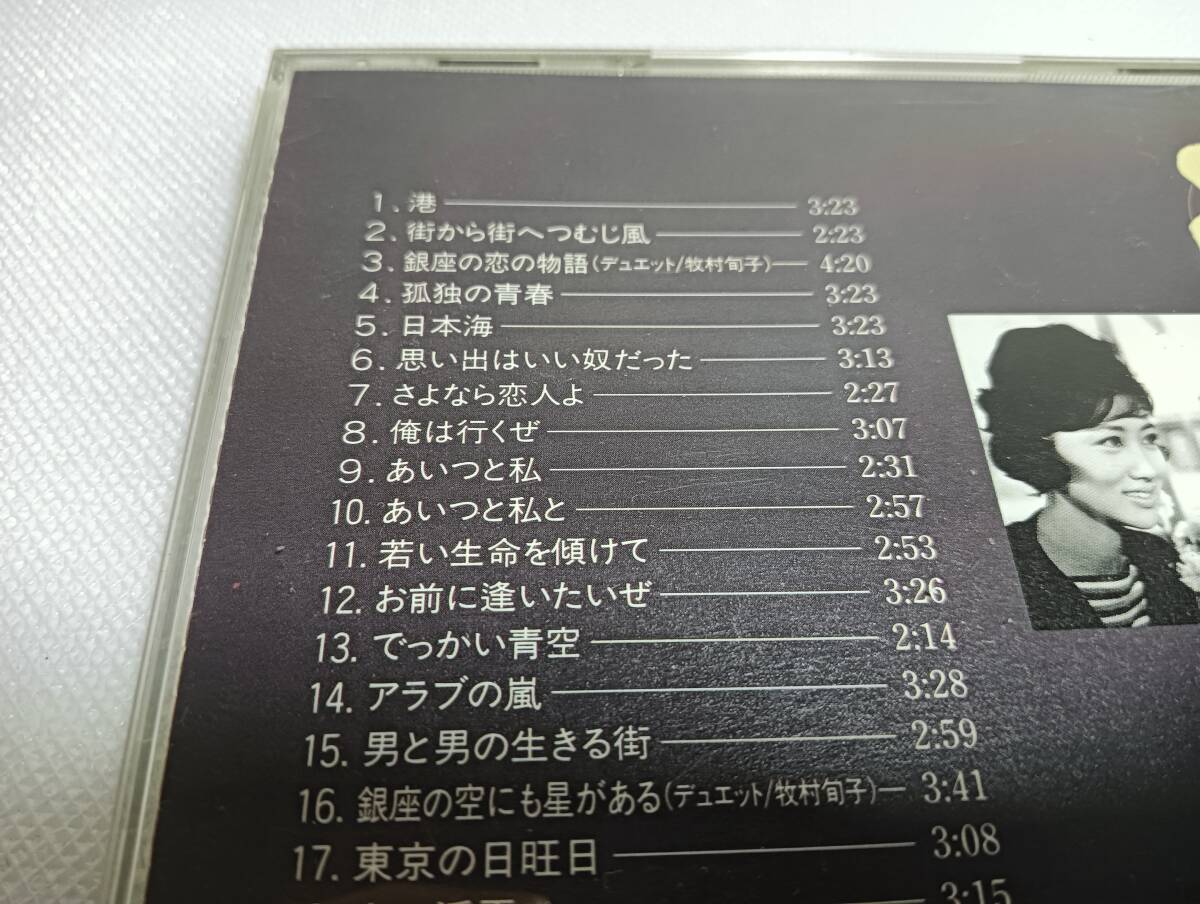 1. 港 3:23
2. 街から街へつむじ風 2:23
3. 銀座の恋の物語(デュエット/牧村旬子) 4:20
4. 孤独の青春 3:23
5. 日本海 3:23
6. 思い出はいい奴だった 3:13
7. さよなら恋人よ 2:27
8. 俺は行くぜ 3:07
9. あいつと私 2:31
10. あいつと私と 2:57
11. 若い生命を傾けて 2:53
12. お前に逢いたいぜ 3:26
13. でっかい青空 2:14
14. アラブの嵐 3:28
15. 男と男の生きる街 2:59
16. 銀座の空にも星がある(デュエット/牧村旬子) 3:41
17. 東京の日旺日 3:08
3:15